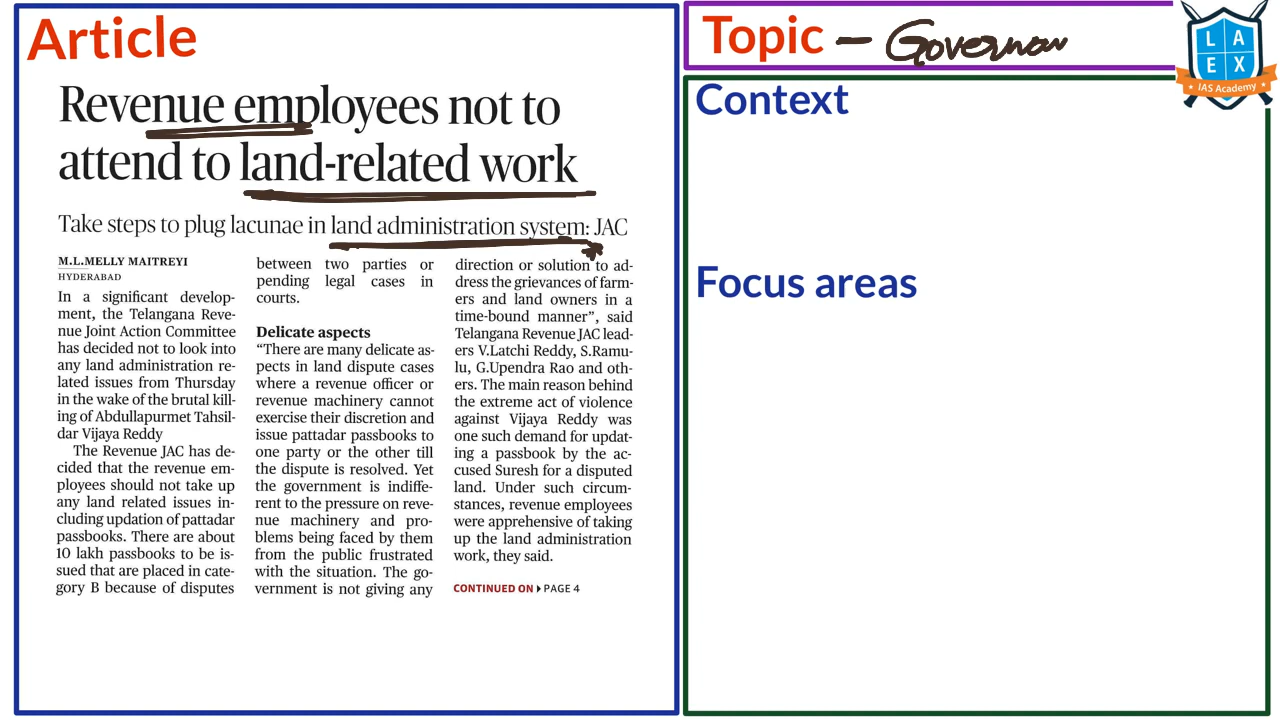 Article
Revenue employees not to
attend to land-related work
Take steps to plug lacunae in land administration system: JAC
M.L.MELLY MAITREYI
HYDERABAD
In a significant develop-
ment, the Telangana Reve-
nue Joint Action Committee
has decided not to look into
any land administration re-
lated issues from Thursday
in the wake of the brutal kill-
ing of Abdullapurmet Tahsil-
dar Vijaya Reddy
The Revenue JAC has de-
cided that the revenue em-
ployees should not take up
any land related issues in-
cluding updation of pattadar
passbooks. There are about
10 lakh passbooks to be is-
sued that are placed in cate-
gory B because of disputes
between two parties or
pending legal cases in
courts.
Delicate aspects
“There are many delicate as-
pects in land dispute cases
where a revenue officer or
revenue machinery cannot
exercise their discretion and
issue pattadar passbooks to
one party or the other till
the dispute is resolved. Yet
the government is indiffe-
rent to the pressure on reve-
nue machinery and pro-
blems being faced by them
from the public frustrated
with the situation. The go-
vernment is not giving any
direction or solution to ad-
dress the grievances of farm-
ers and land owners in a
time-bound manner”, said
Telangana Revenue JAC lead-
ers V.Latchi Reddy, S.Ramu-
lu, G.Upendra Rao and oth-
ers. The main reason behind
the extreme act of violence
against Vijaya Reddy was
one such demand for updat-
ing a passbook by the ac-
cused Suresh for a disputed
land. Under such circum-
stances, revenue employees
were apprehensive of taking
up the land administration
work, they said.
CONTINUED ON PAGE 4
Topic –
Context
Focus areas
L A
E X
IAS Academy